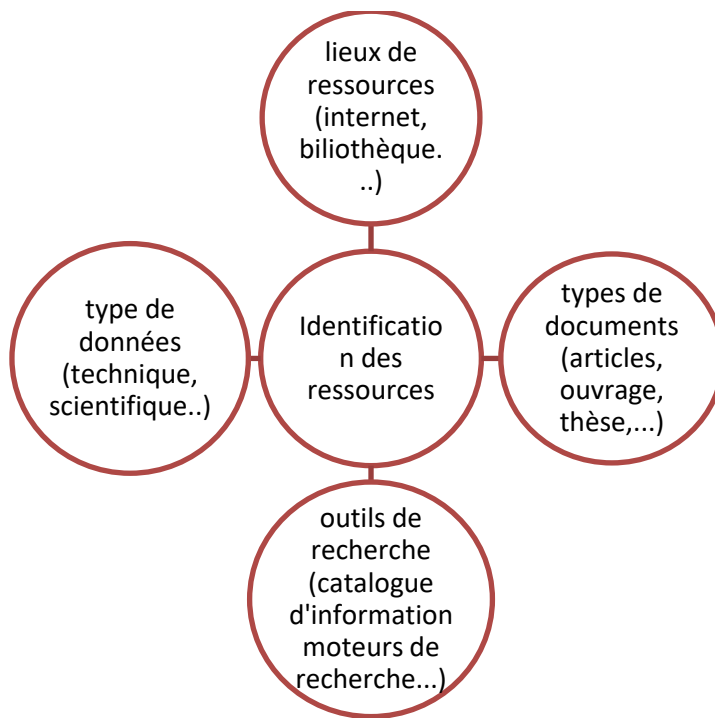 lieux de
ressources
(internet,
biliothèque.
..)
type de
données
(technique,
scientifique..)
Identificatio
n des
ressources
types de
documents
(articles,
ouvrage,
thèse,...)
outils de
recherche
(catalogue
d'information
moteurs de
recherche...)